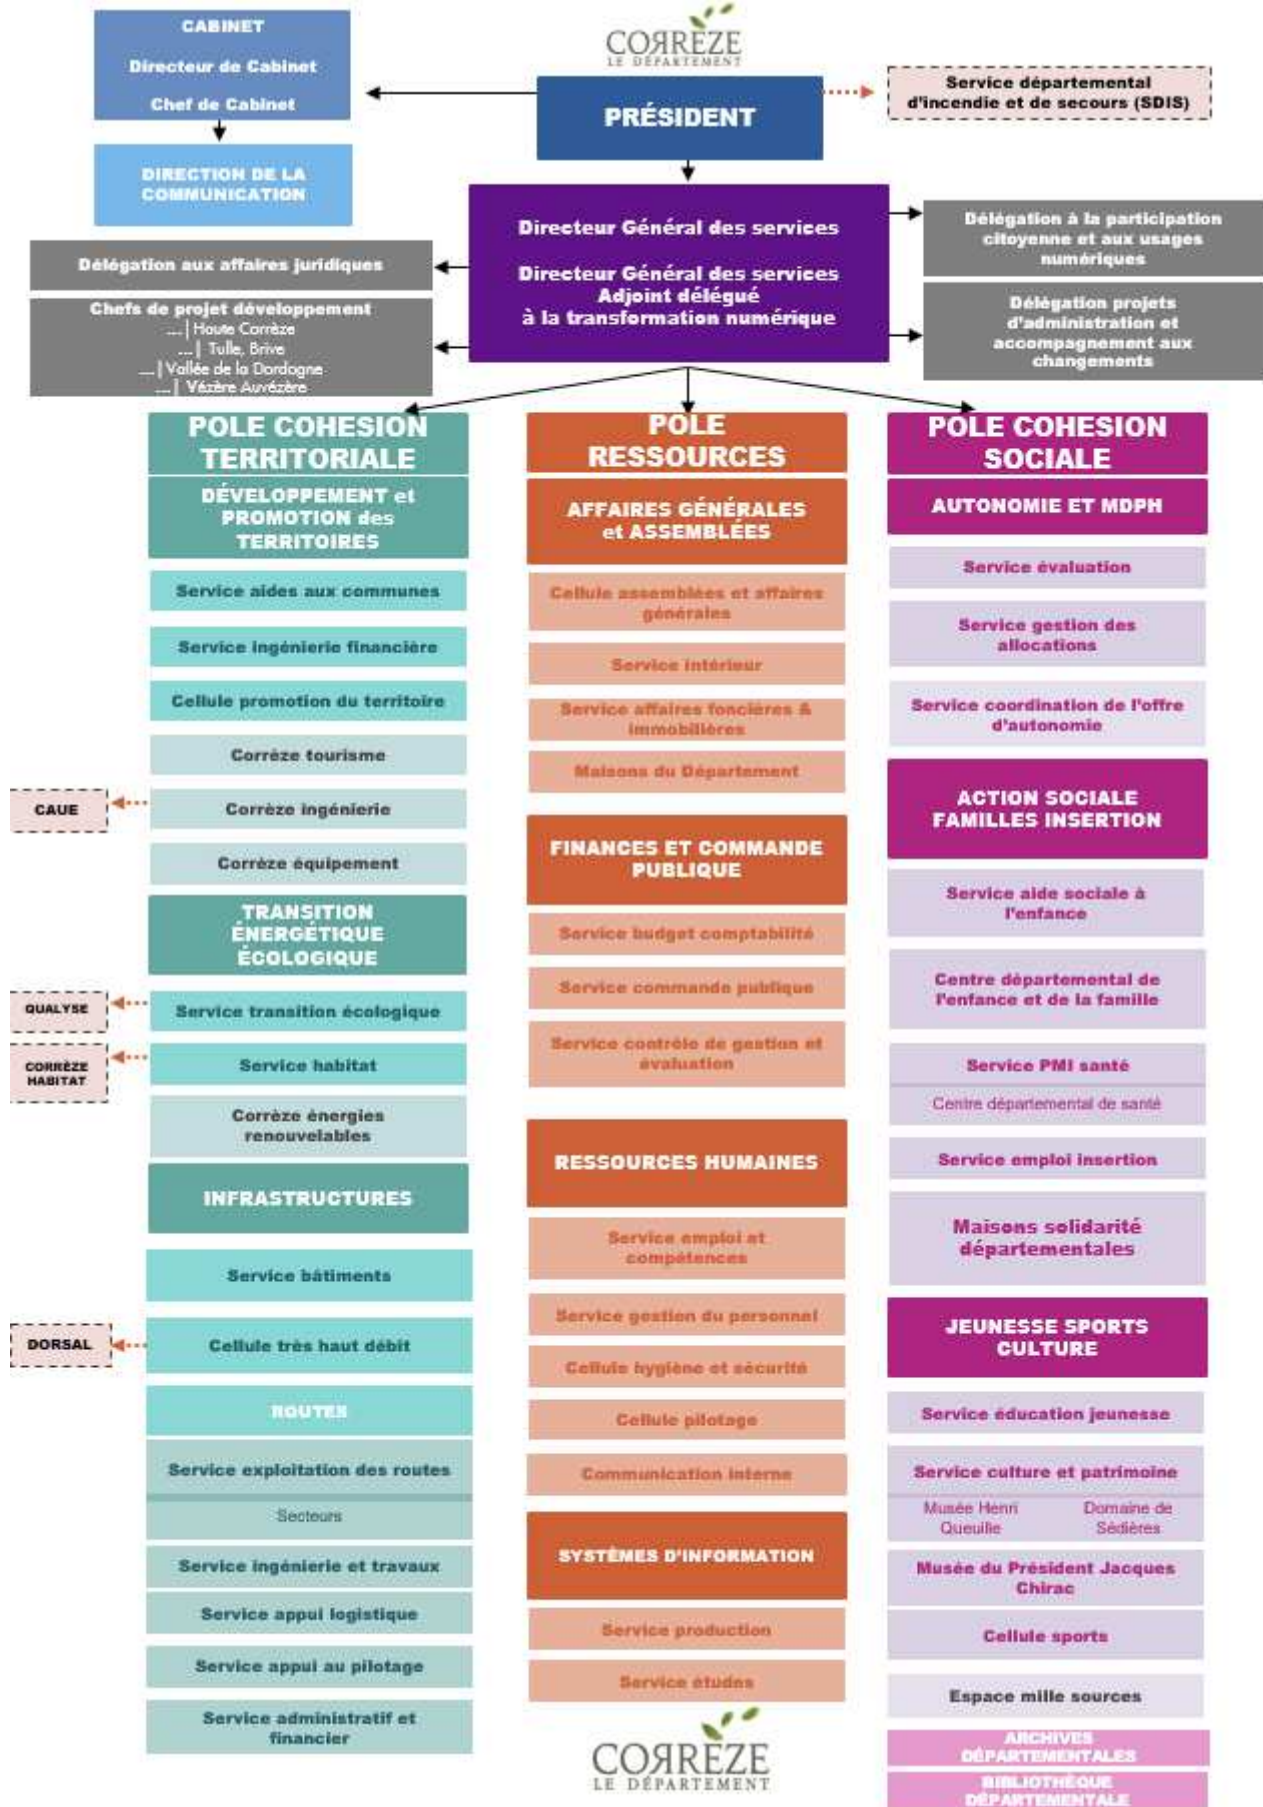 CORRÈZE
LE DÉPARTEMENT
CABINET
Directeur de Cabinet
Chef de Cabinet
PRÉSIDENT
Service départemental
d'incendie et de secours (SDIS)
DIRECTION DE LA
COMMUNICATION
Directeur Général des services
Directeur Général des services
Adjoint délégué
à la transformation numérique
Délégation aux affaires juridiques
Chefs de projet développement
...| Haute Corrèze
...| Tulle, Brive
...| Vallée de la Dordogne
...| Vézère Auvézère
Délégation à la participation
citoyenne et aux usages
numériques
Délégation projets
d'administration et
accompagnement aux
changements
POLE COHESION
TERRITORIALE
DÉVELOPPEMENT et
PROMOTION des
TERRITOIRES
Service aides aux communes
Service ingénierie financière
Cellule promotion du territoire
Corrèze tourisme
Corrèze ingénierie
CAUE
Corrèze équipement
TRANSITION
ÉNERGÉTIQUE
ÉCOLOGIQUE
Service transition écologique
QUALYSE
Service habitat
CORRÈZE
HABITAT
Corrèze énergies
renouvelables
INFRASTRUCTURES
Service bâtiments
Cellule très haut débit
DORSAL
ROUTES
Service exploitation des routes
Secteurs
Service ingénierie et travaux
Service appui logistique
Service appui au pilotage
Service administratif et
financier
POLE
RESSOURCES
AFFAIRES GÉNÉRALES
et ASSEMBLÉES
Cellule assemblées et affaires
générales
Service intérieur
Service affaires foncières &
immobilières
Maisons du Département
FINANCES ET COMMANDE
PUBLIQUE
Service budget comptabilité
Service commande publique
Service contrôle de gestion et
évaluation
RESSOURCES HUMAINES
Service emploi et
compétences
Service gestion du personnel
Cellule hygiène et sécurité
Cellule pilotage
Communication interne
SYSTÈMES D'INFORMATION
Service production
Service études
POLE COHESION
SOCIALE
AUTONOMIE ET MDPH
Service évaluation
Service gestion des
allocations
Service coordination de l'offre
d'autonomie
ACTION SOCIALE
FAMILLES INSERTION
Service aide sociale à
l'enfance
Centre départemental de
l'enfance et de la famille
Service PMI santé
Centre départemental de santé
Service emploi insertion
Maisons solidarité
départementales
JEUNESSE SPORTS
CULTURE
Service éducation jeunesse
Service culture et patrimoine
Musée Henri
Queuille
Domaine de
Sédières
Musée du Président Jacques
Chirac
Cellule sports
Espace mille sources
ARCHIVES
DÉPARTEMENTALES
BIBLIOTHÈQUE
DÉPARTEMENTALE
CORRÈZE
LE DÉPARTEMENT